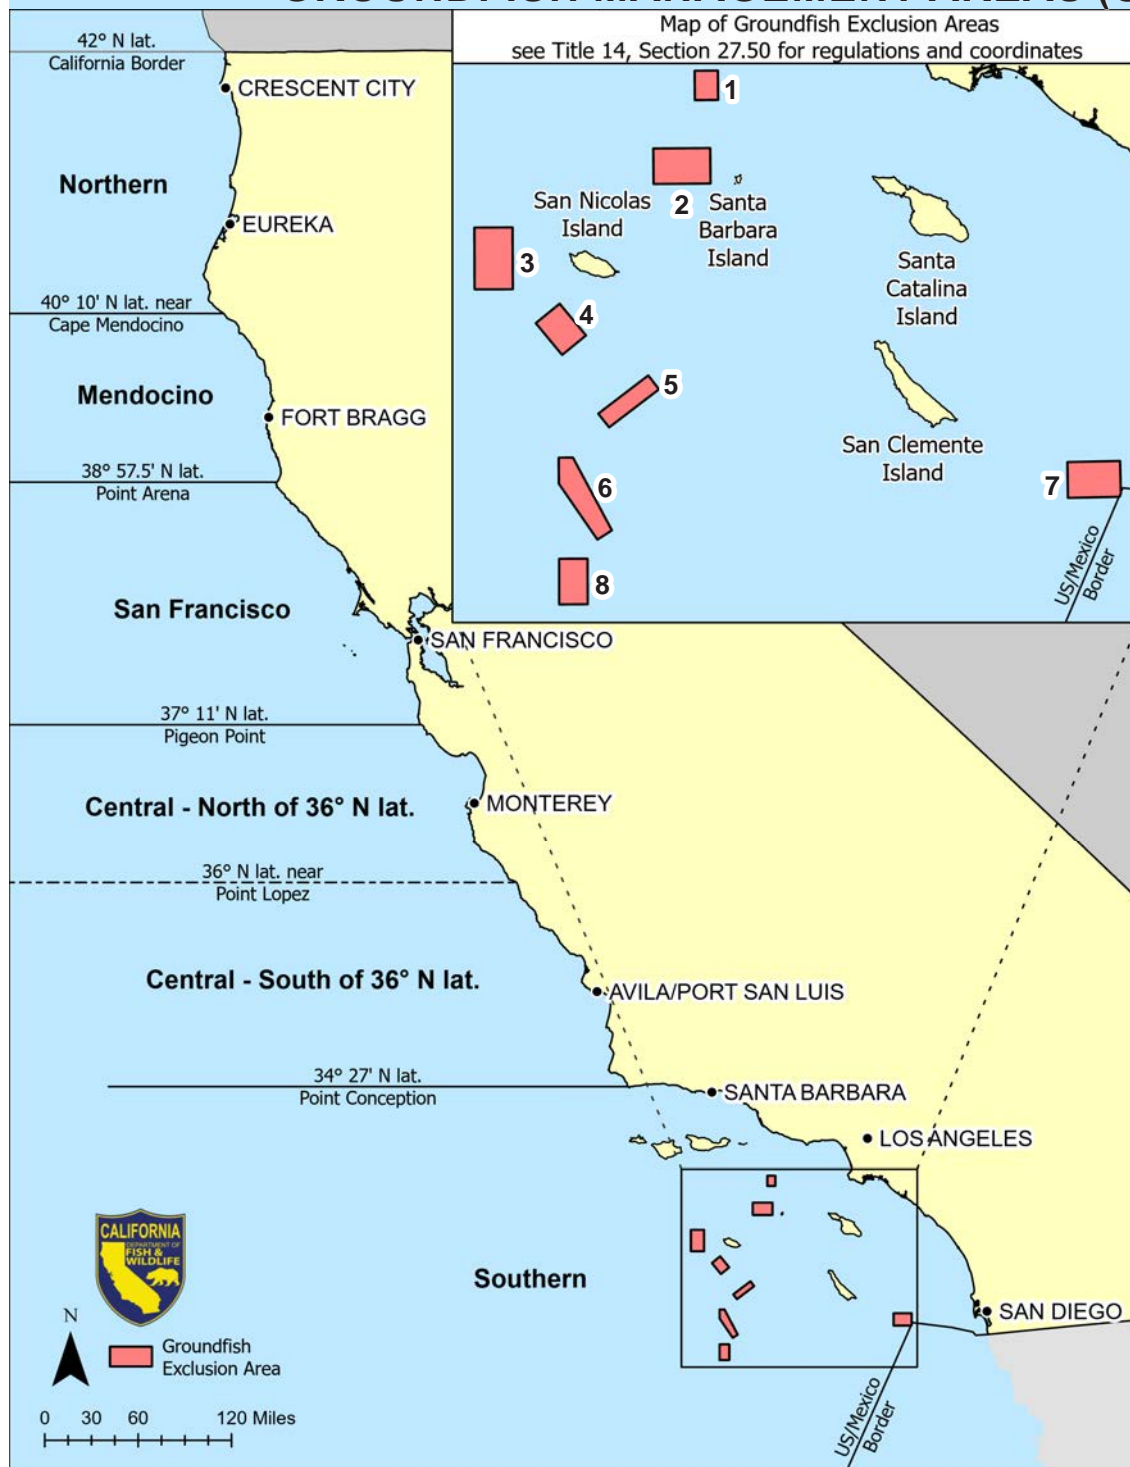 GROUNDFISH MANAGEMENT AREAS (
Map of Groundfish Exclusion Areas
see Title 14, Section 27.50 for regulations and coordinates
42° N lat.
California Border
CRESCENT CITY
Northern
EUREKA
40° 10' N lat. near
Cape Mendocino
Mendocino
FORT BRAGG
38° 57.5' N lat.
Point Arena
San Francisco
SAN FRANCISCO
37° 11' N lat.
Pigeon Point
Central - North of 36° N lat.
MONTEREY
36° N lat. near
Point Lopez
Central - South of 36° N lat.
AVILA/PORT SAN LUIS
34° 27' N lat.
Point Conception
SANTA BARBARA
LOS ANGELES
Southern
SAN DIEGO
US/Mexico
Border
1
2
San Nicolas
Island
Santa
Barbara
Island
3
4
5
6
7
8
Santa
Catalina
Island
San Clemente
Island
US/Mexico
Border
CALIFORNIA
DEPARTMENT OF
FISH &
WILDLIFE
N
Groundfish
Exclusion Area
0 30 60 120 Miles